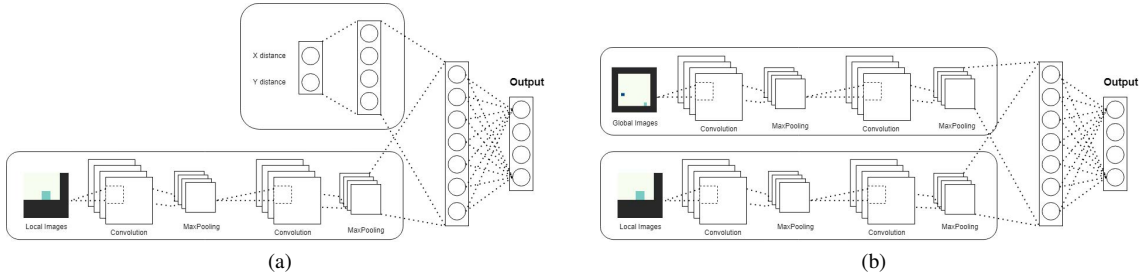 X distance
Y distance
Output
Local Images
Convolution
MaxPooling
Convolution
MaxPooling
(a)
Global Images
Convolution
MaxPooling
Convolution
MaxPooling
Output
Local Images
Convolution
MaxPooling
Convolution
MaxPooling
(b)